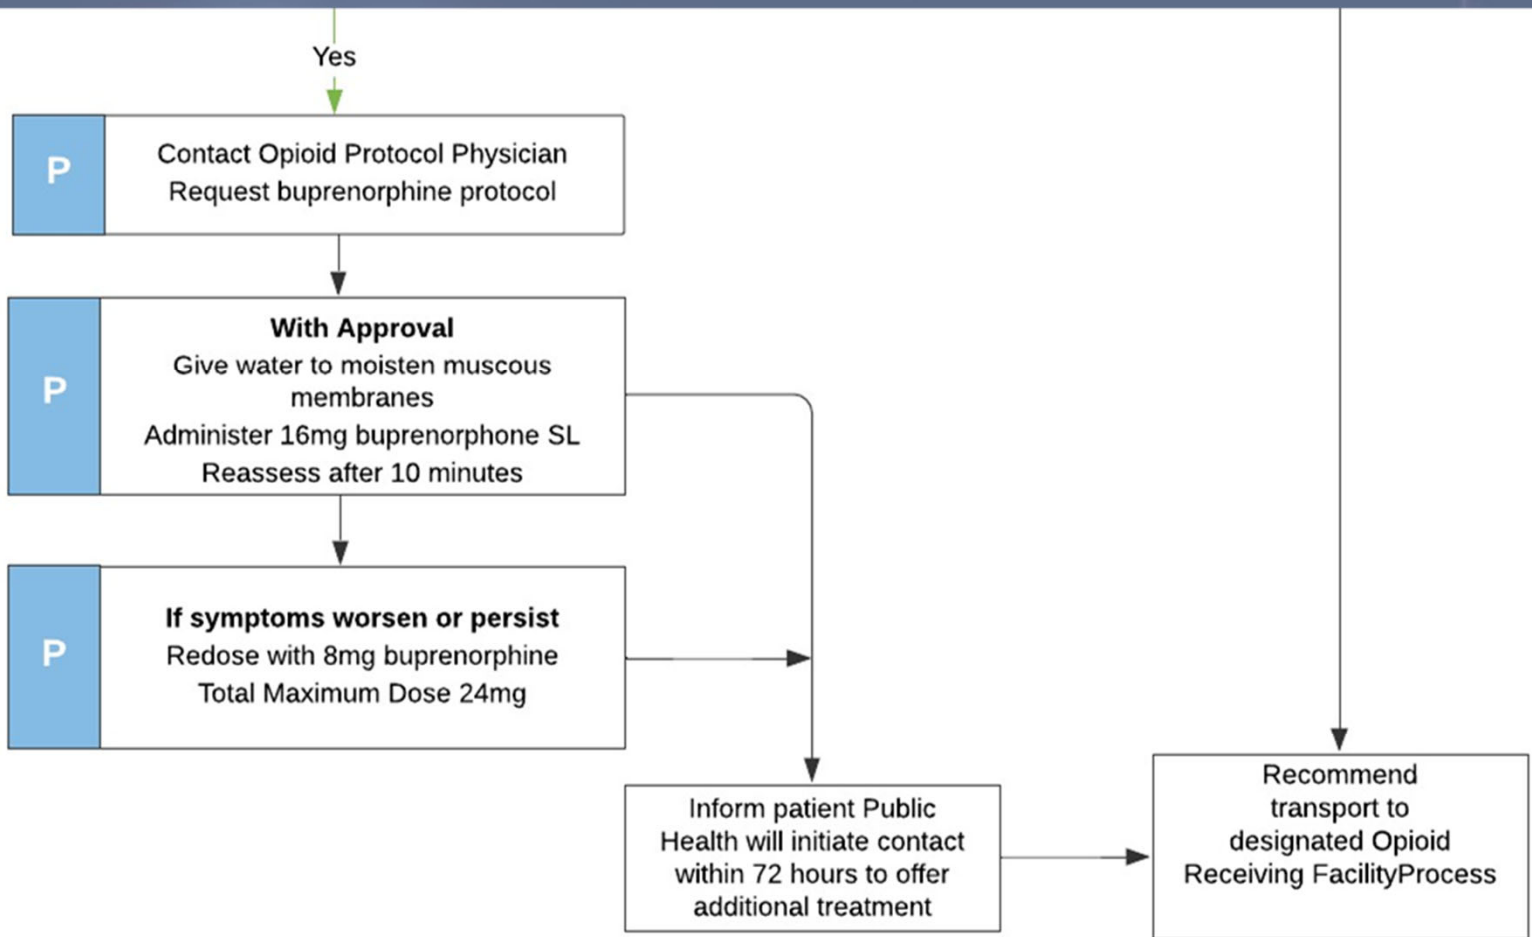 Yes
P
Contact Opioid Protocol Physician
Request buprenorphine protocol
P
With Approval
Give water to moisten muscous
membranes
Administer 16mg buprenorphone SL
Reassess after 10 minutes
P
If symptoms worsen or persist
Redose with 8mg buprenorphine
Total Maximum Dose 24mg
Inform patient Public
Health will initiate contact
within 72 hours to offer
additional treatment
Recommend
transport to
designated Opioid
Receiving FacilityProcess